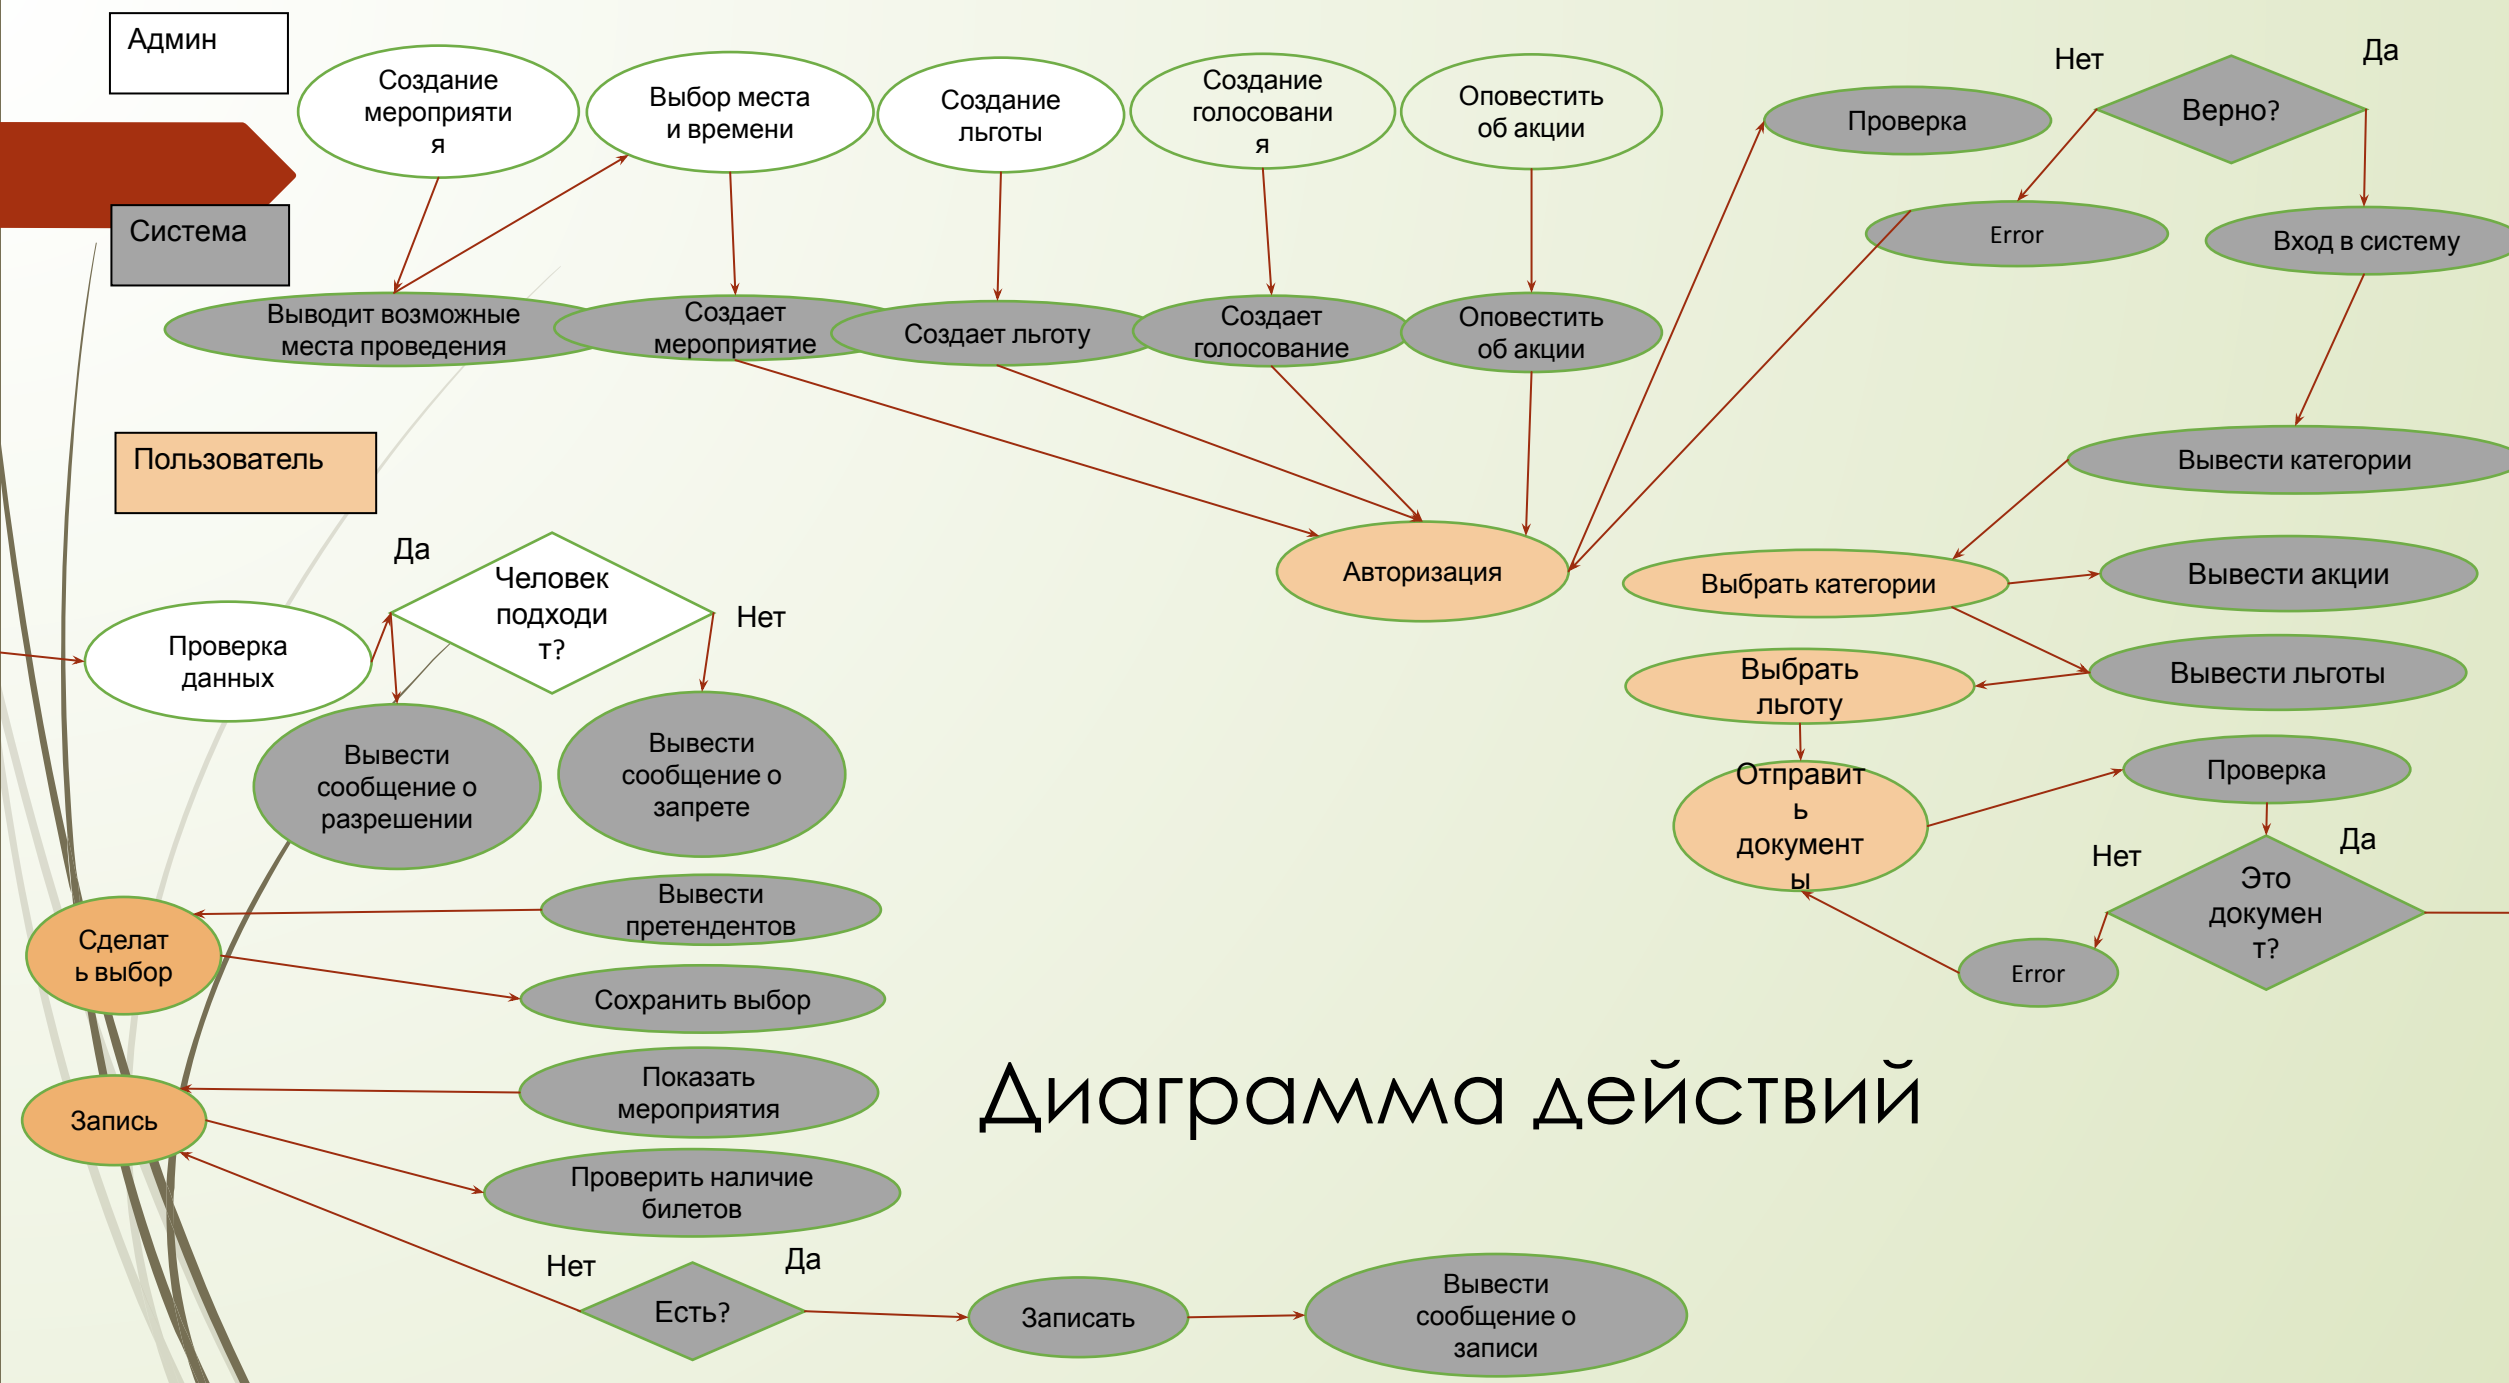 Админ
Создание
мероприяти
я
Выбор места
и времени
Создание
льготы
Создание
голосовани
я
Оповестить
об акции
Проверка
Нет
Верно?
Да
Система
Error
Вход в систему
Выводит возможные
места проведения
Создает
мероприятие
Создает льготу
Создает
голосование
Оповестить
об акции
Пользователь
Вывести категории
Авторизация
Выбрать категории
Вывести акции
Да
Человек
подходи
т?
Нет
Проверка
данных
Выбрать
льготу
Вывести льготы
Вывести
сообщение о
разрешении
Вывести
сообщение о
запрете
Отправит
ь
документ
ы
Проверка
Нет
Да
Это
докумен
т?
Error
Вывести
претендентов
Сделат
ь выбор
Сохранить выбор
Показать
мероприятия
Запись
Диаграмма действий
Проверить наличие
билетов
Нет
Да
Есть?
Записать
Вывести
сообщение о
записи